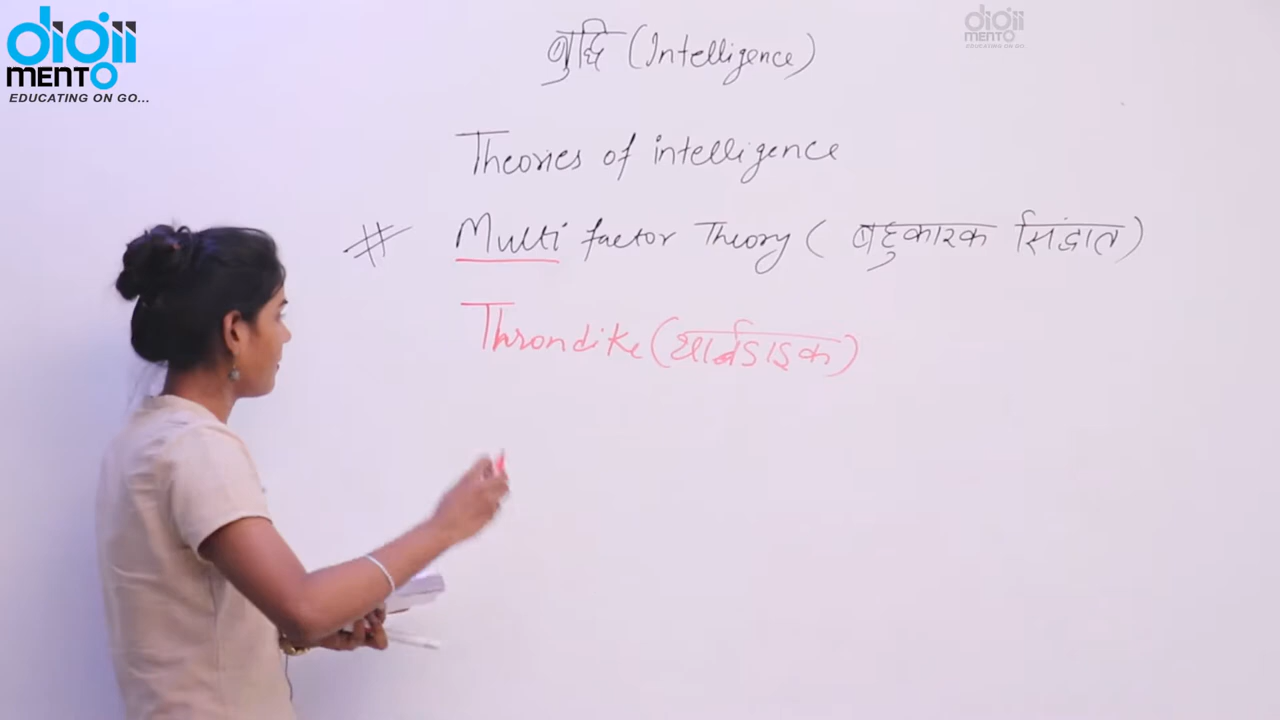 digii
MENTO
EDUCATING ON GO...
digii
MENTO
EDUCATING ON GO...
बुद्धि (Intelligence)
Theories of intelligence
# Multi factor Theory ( बहुकारक सिंद्वात )
Throndike (थार्नडाइक)